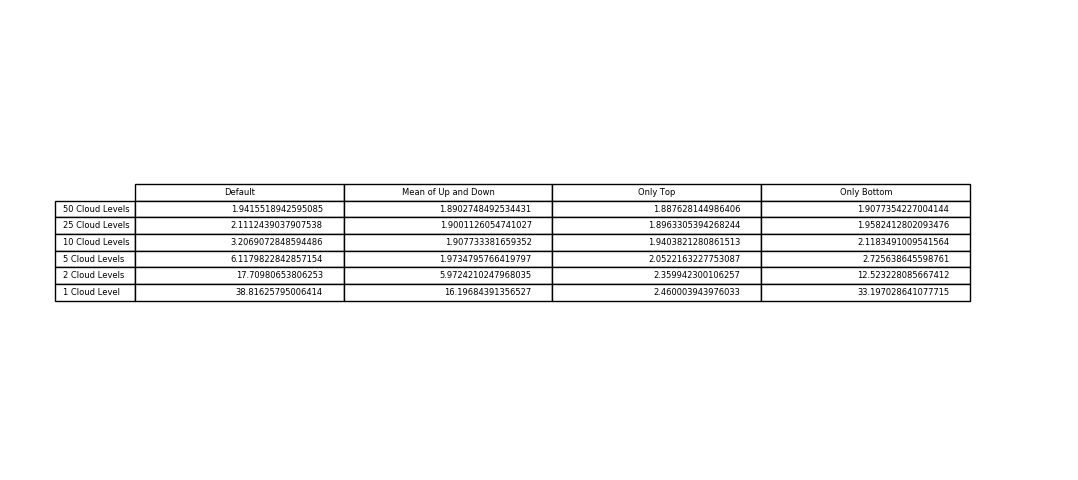 Default Mean of Up and Down Only Top Only Bottom
50 Cloud Levels 1.9415518942595085 1.8902748492534431 1.887628144986406 1.9077354227004144
25 Cloud Levels 2.1112439037907538 1.9001126054741027 1.8963305394268244 1.9582412802093476
10 Cloud Levels 3.2069072848594486 1.907733381659352 1.9403821280861513 2.1183491009541564
5 Cloud Levels 6.1179822842857154 1.9734795766419797 2.0522163227753087 2.725638645598761
2 Cloud Levels 17.70980653806253 5.9724210247968035 2.359942300106257 12.523228085667412
1 Cloud Level 38.81625795006414 16.19684391356527 2.460003943976033 33.197028641077715